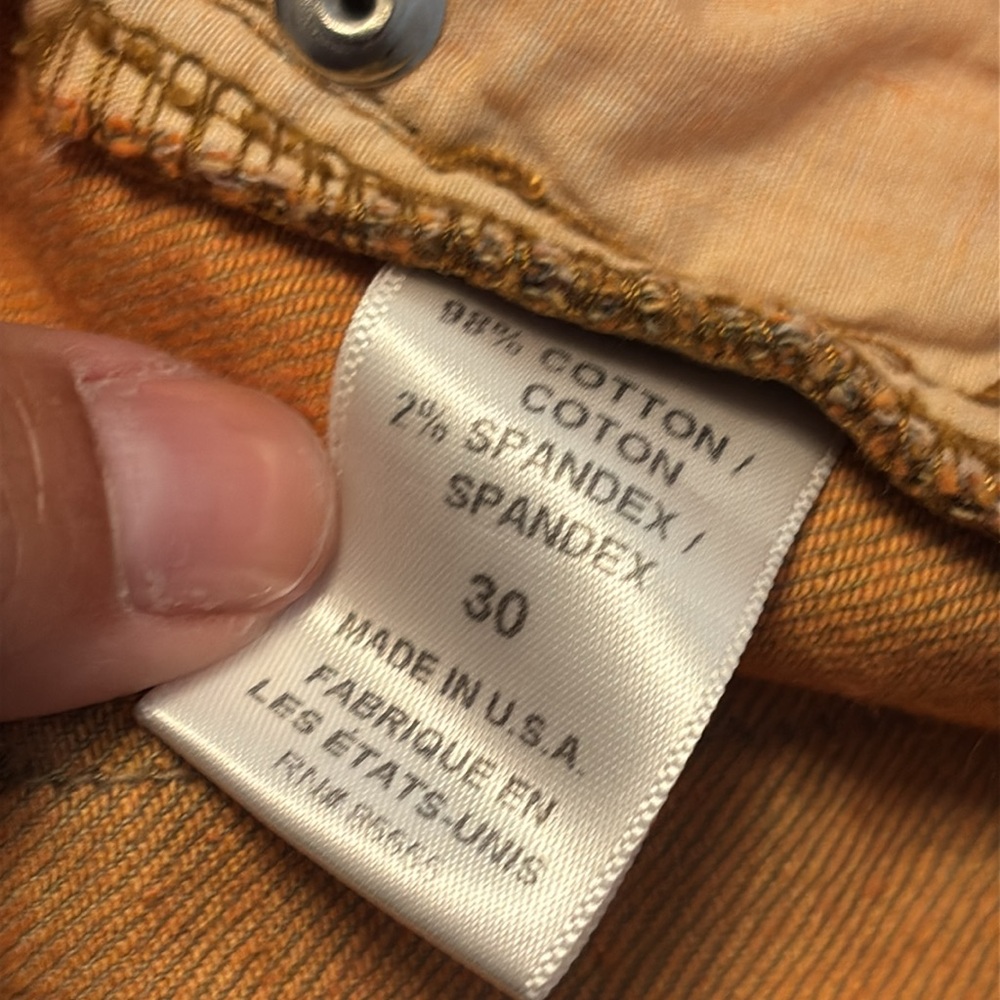 98% COTTON /
COTON
2% SPANDEX /
SPANDEX
30
MADE IN U.S.A.
FABRIQUE EN
LES ÉTATS-UNIS